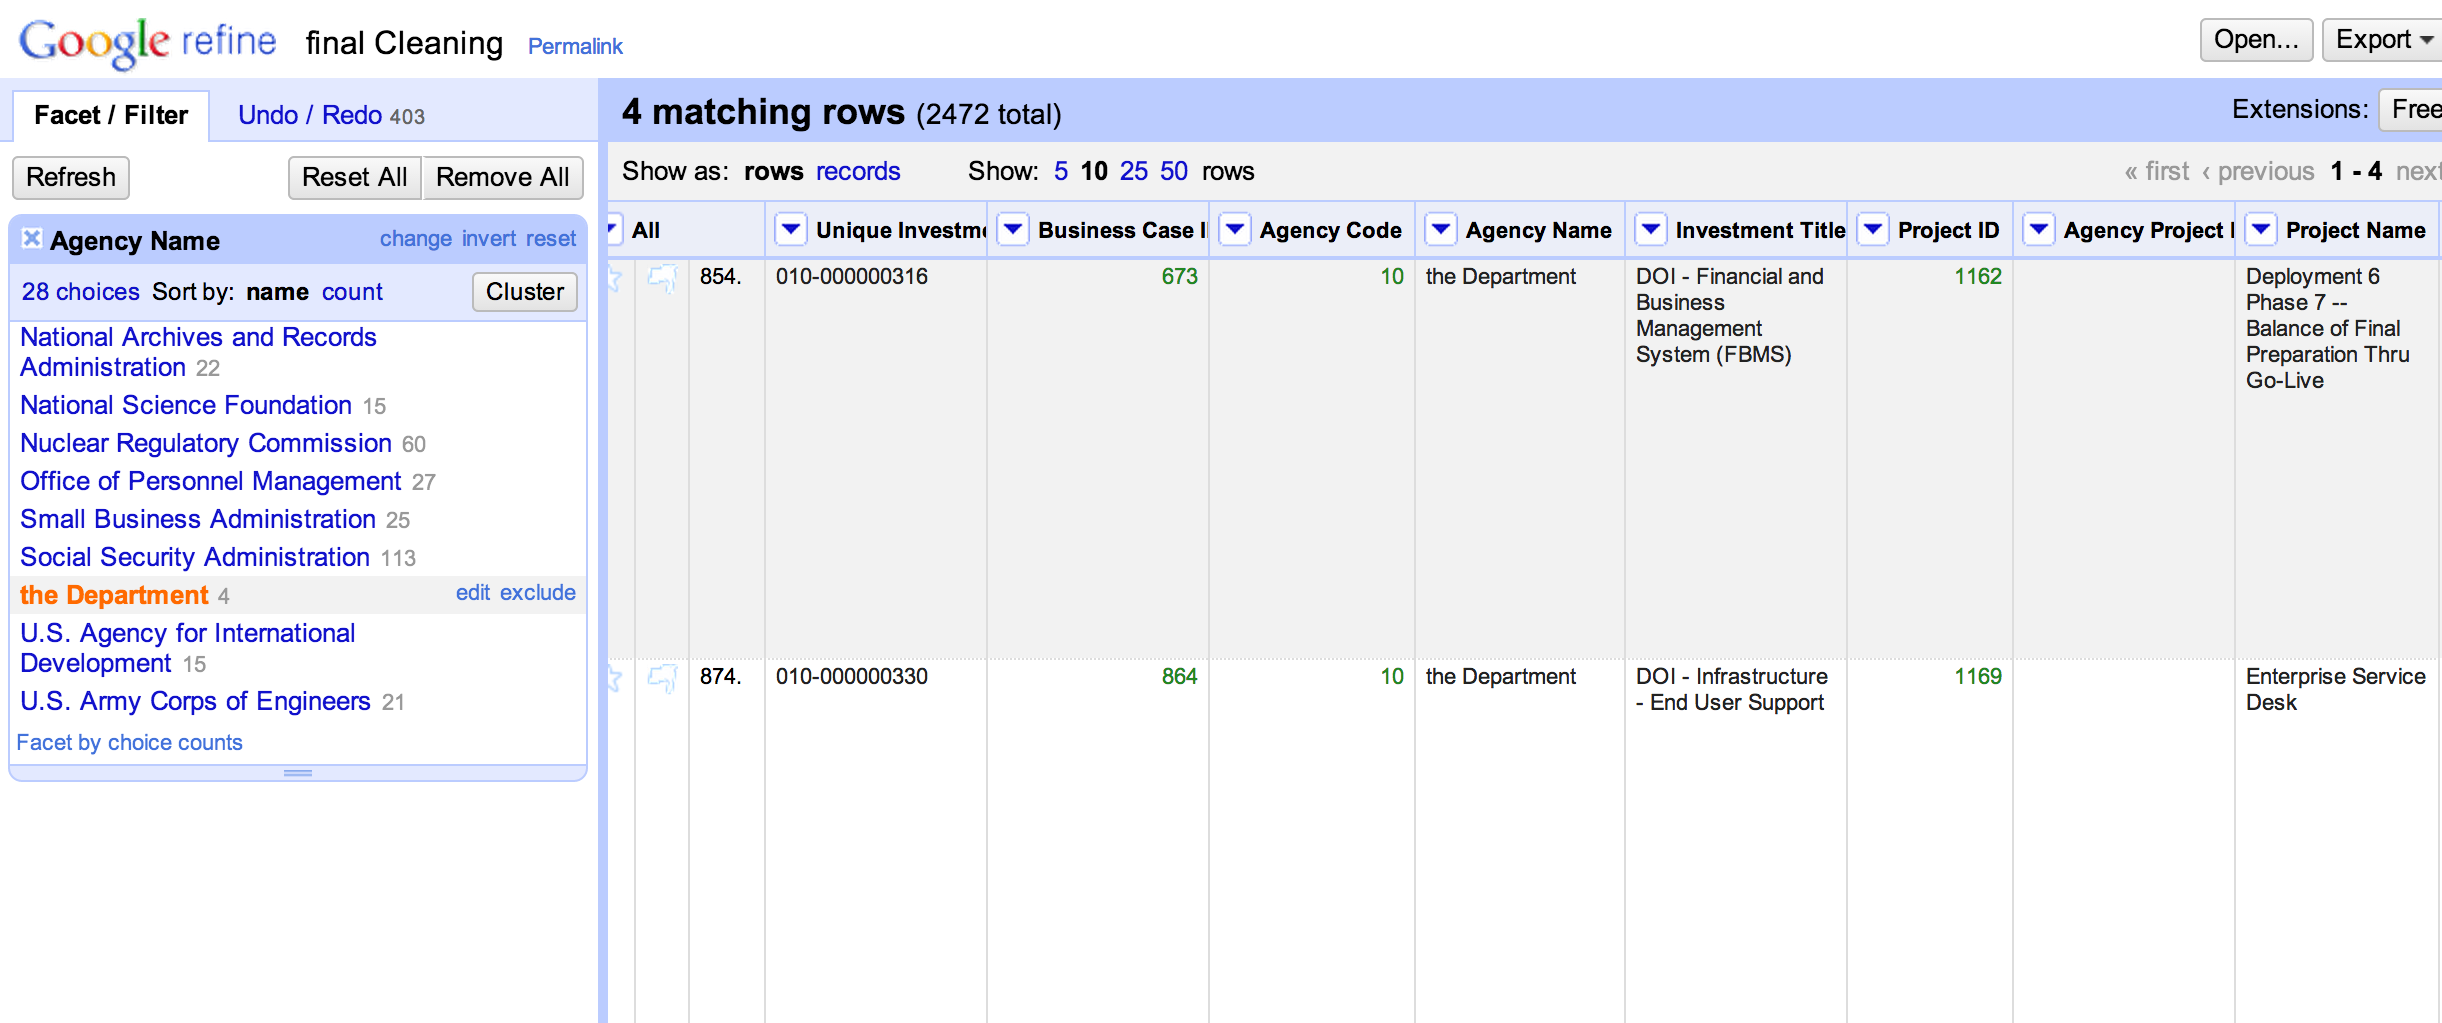 Google refine final Cleaning Permalink Open... Export
Facet / Filter Undo / Redo 403
4 matching rows (2472 total) Extensions: Free
Refresh Reset All Remove All
Show as: rows records Show: 5 10 25 50 rows « first ‹ previous 1 - 4 next
Agency Name change invert reset
28 choices Sort by: name count Cluster
National Archives and Records
Administration 22
National Science Foundation 15
Nuclear Regulatory Commission 60
Office of Personnel Management 27
Small Business Administration 25
Social Security Administration 113
the Department 4 edit exclude
U.S. Agency for International
Development 15
U.S. Army Corps of Engineers 21
Facet by choice counts
All Unique Investme Business Case I Agency Code Agency Name Investment Title Project ID Agency Project I Project Name
854. 010-000000316 673 10 the Department DOI - Financial and 1162 Deployment 6
Business Phase 7 --
Management Balance of Final
System (FBMS) Preparation Thru
Go-Live
874. 010-000000330 864 10 the Department DOI - Infrastructure 1169 Enterprise Service
- End User Support Desk